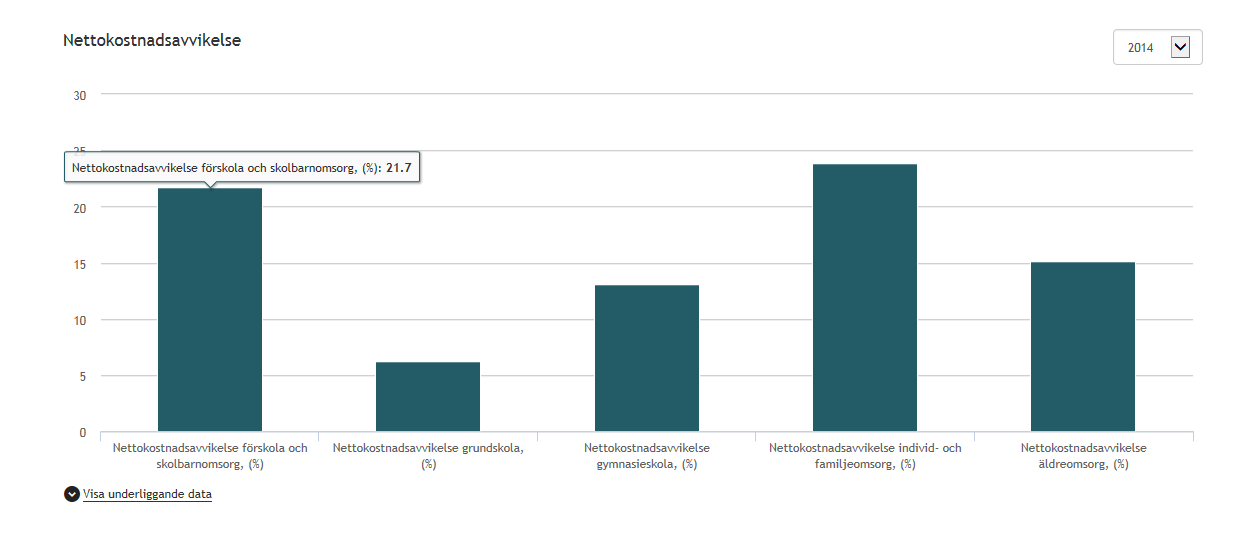 Nettokostnadsavvikelse
2014
30
25
Nettokostnadsavvikelse förskola och skolbarnomsorg, (%): 21.7
20
15
10
5
0
Nettokostnadsavvikelse förskola och
skolbarnomsorg, (%)
Nettokostnadsavvikelse grundskola,
(%)
Nettokostnadsavvikelse
gymnasieskola, (%)
Nettokostnadsavvikelse individ- och
familjeomsorg, (%)
Nettokostnadsavvikelse
äldreomsorg, (%)
Visa underliggande data